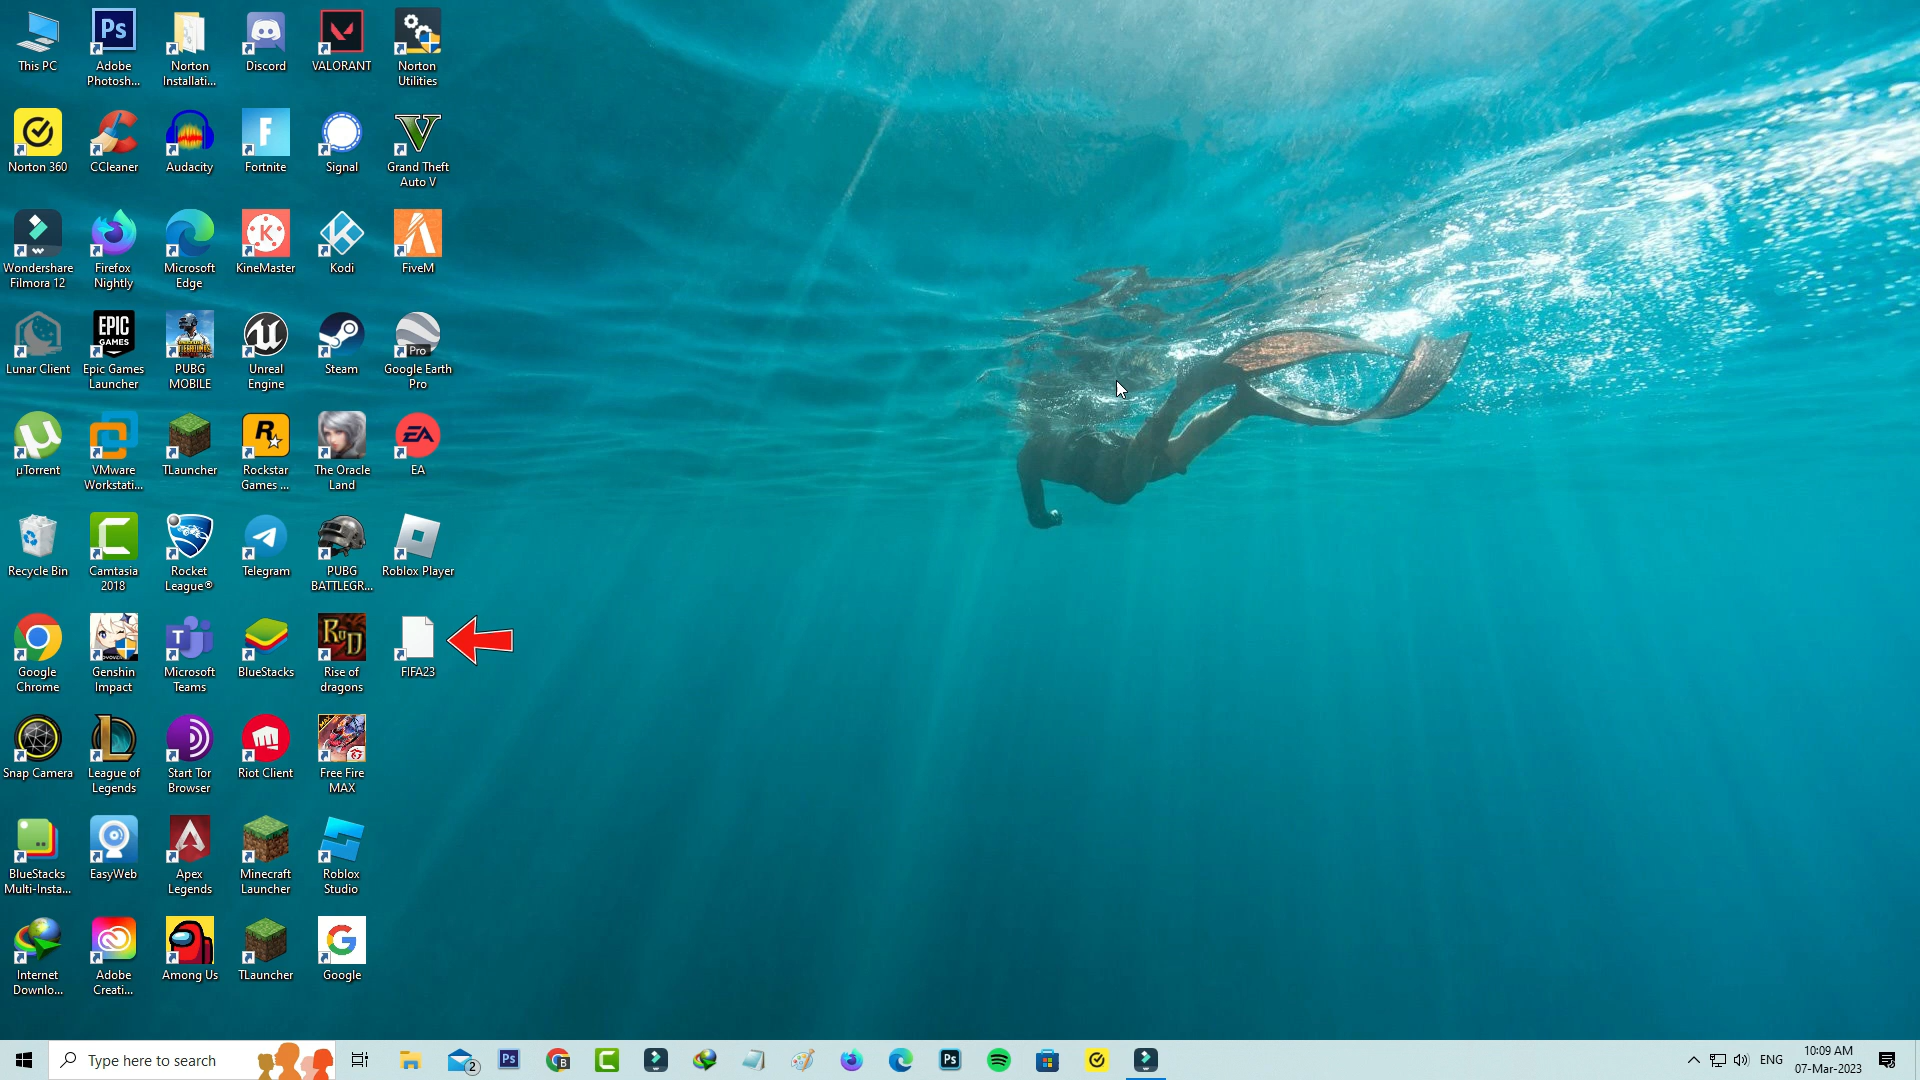 This PC
Adobe
Photosh...
Norton
Installati...
Discord
VALORANT
Norton
Utilities
Norton 360
CCleaner
Audacity
Fortnite
Signal
Grand Theft
Auto V
Wondershare
Filmora 12
Firefox
Nightly
Microsoft
Edge
KineMaster
Kodi
FiveM
Lunar Client
Epic Games
Launcher
PUBG
MOBILE
Unreal
Engine
Steam
Google Earth
Pro
µTorrent
VMware
Workstati...
TLauncher
Rockstar
Games ...
The Oracle
Land
EA
Recycle Bin
Camtasia
2018
Rocket
League®
Telegram
PUBG
BATTLEGR...
Roblox Player
Google
Chrome
Genshin
Impact
Microsoft
Teams
BlueStacks
Rise of
dragons
FIFA23
Snap Camera
League of
Legends
Start Tor
Browser
Riot Client
Free Fire
MAX
BlueStacks
Multi-Insta...
EasyWeb
Apex
Legends
Minecraft
Launcher
Roblox
Studio
Internet
Downlo...
Adobe
Creati...
Among Us
TLauncher
Google
Type here to search
2
Ps
B
Ps
ENG
10:09 AM
07-Mar-2023